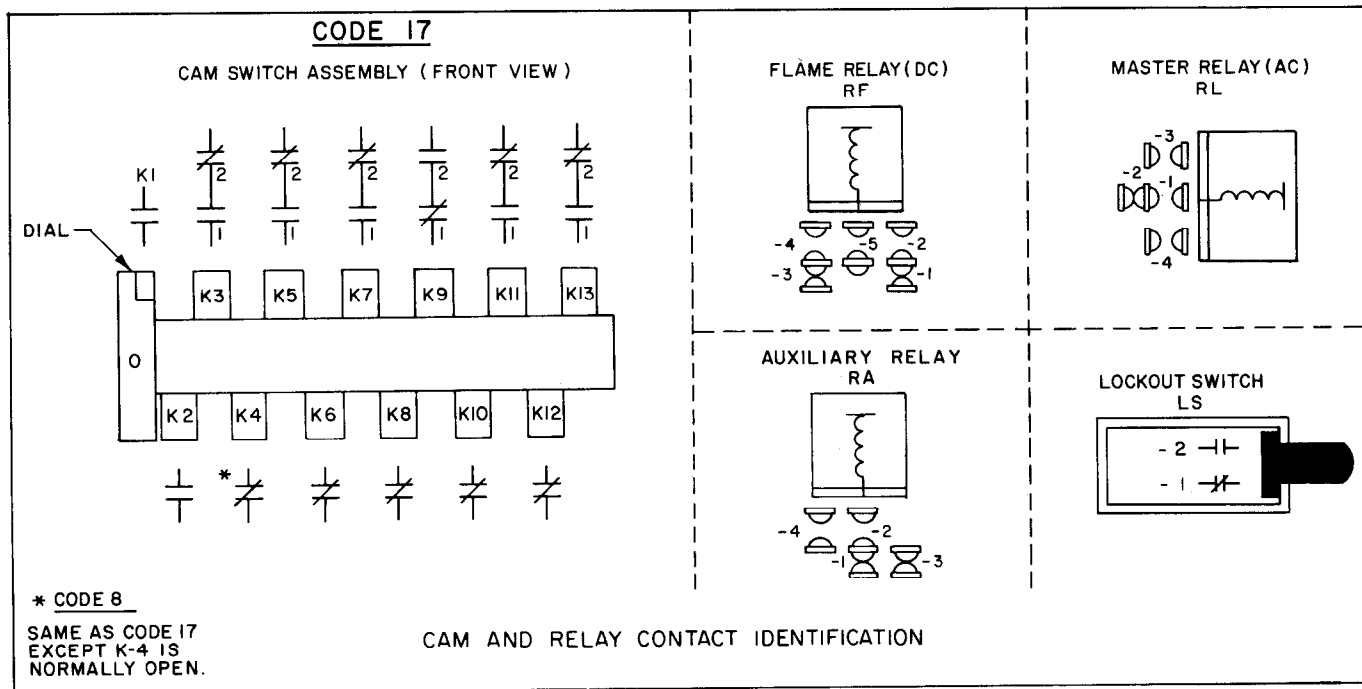 CODE 17
CAM SWITCH ASSEMBLY (FRONT VIEW)
K1
2 2 2 2 2 2
1 1 1 1 1 1
DIAL
K3 K5 K7 K9 K11 K13
O
K2 K4 K6 K8 K10 K12
*
* CODE 8
SAME AS CODE 17
EXCEPT K-4 IS
NORMALLY OPEN.
FLAME RELAY (DC)
RF
-4 -5 -2
-3 -1
MASTER RELAY (AC)
RL
-3
-2 -1
-4
AUXILIARY RELAY
RA
-4 -2
-1 -3
LOCKOUT SWITCH
LS
-2
-1
CAM AND RELAY CONTACT IDENTIFICATION